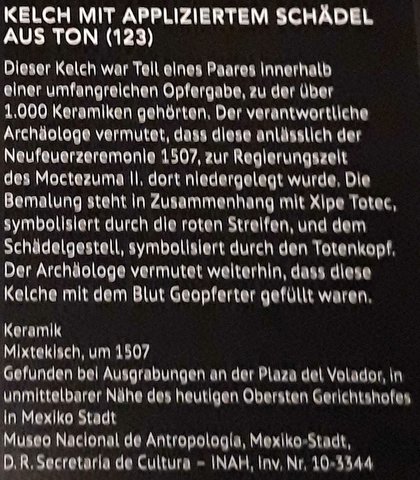 KELCH MIT APPLIZIERTEM SCHÄDEL
AUS TON (123)
Dieser Kelch war Teil eines Paares innerhalb
einer umfangreichen Opfergabe, zu der über
1.000 Keramiken gehörten. Der verantwortliche
Archäologe vermutet, dass diese anlässlich der
Neufeuerzeremonie 1507, zur Regierungszeit
des Moctezuma II. dort niedergelegt wurde. Die
Bemalung steht in Zusammenhang mit Xipe Totec,
symbolisiert durch die roten Streifen, und dem
Schädelgestell, symbolisiert durch den Totenkopf.
Der Archäologe vermutet weiterhin, dass diese
Kelche mit dem Blut Geopferter gefüllt waren.
Keramik
Mixtekisch, um 1507
Gefunden bei Ausgrabungen an der Plaza del Volador, in
unmittelbarer Nähe des heutigen Obersten Gerichtshofes
in Mexiko Stadt
Museo Nacional de Antropología, Mexiko-Stadt,
D.R. Secretaria de Cultura – INAH, Inv. Nr. 10-3344